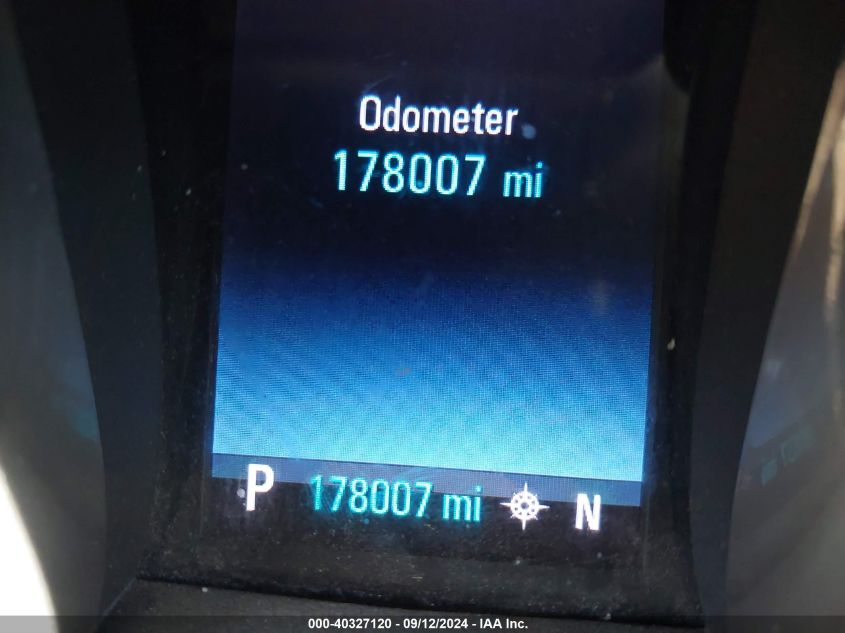 Odometer
178007 mi
P 178007 mi N
000-40327120 - 09/12/2024 - IAA Inc.